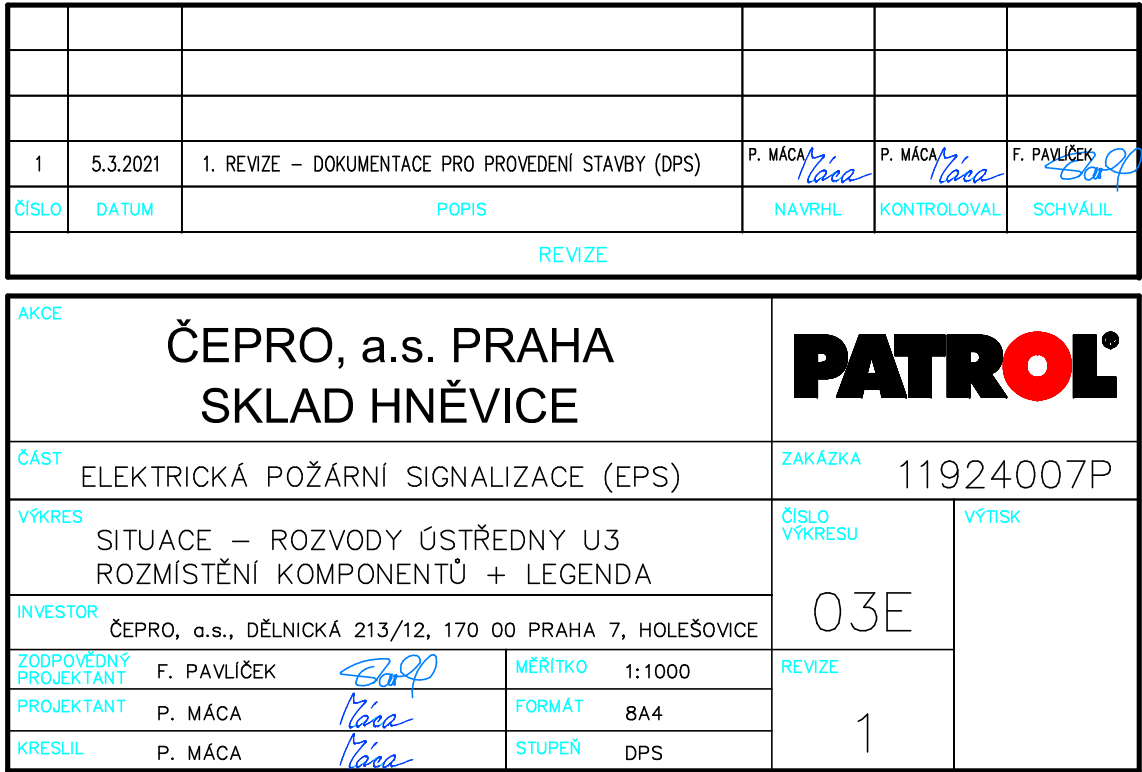 1 5.3.2021 1. REVIZE – DOKUMENTACE PRO PROVEDENÍ STAVBY (DPS) P. MÁCA Máca P. MÁCA Máca F. PAVLÍČEK
ČÍSLO DATUM POPIS NAVRHL KONTROLOVAL SCHVÁLIL
REVIZE
AKCE
ČEPRO, a.s. PRAHA
SKLAD HNĚVICE
PATROL®
ČÁST
ELEKTRICKÁ POŽÁRNÍ SIGNALIZACE (EPS)
ZAKÁZKA 11924007P
VÝKRES
SITUACE – ROZVODY ÚSTŘEDNY U3
ROZMÍSTĚNÍ KOMPONENTŮ + LEGENDA
ČÍSLO
VÝKRESU
03E
VÝTISK
INVESTOR
ČEPRO, a.s., DĚLNICKÁ 213/12, 170 00 PRAHA 7, HOLEŠOVICE
ZODPOVĚDNÝ
PROJEKTANT F. PAVLÍČEK
MĚŘÍTKO 1:1000
REVIZE
1
PROJEKTANT P. MÁCA Máca
FORMÁT 8A4
KRESLIL P. MÁCA Máca
STUPEŇ DPS